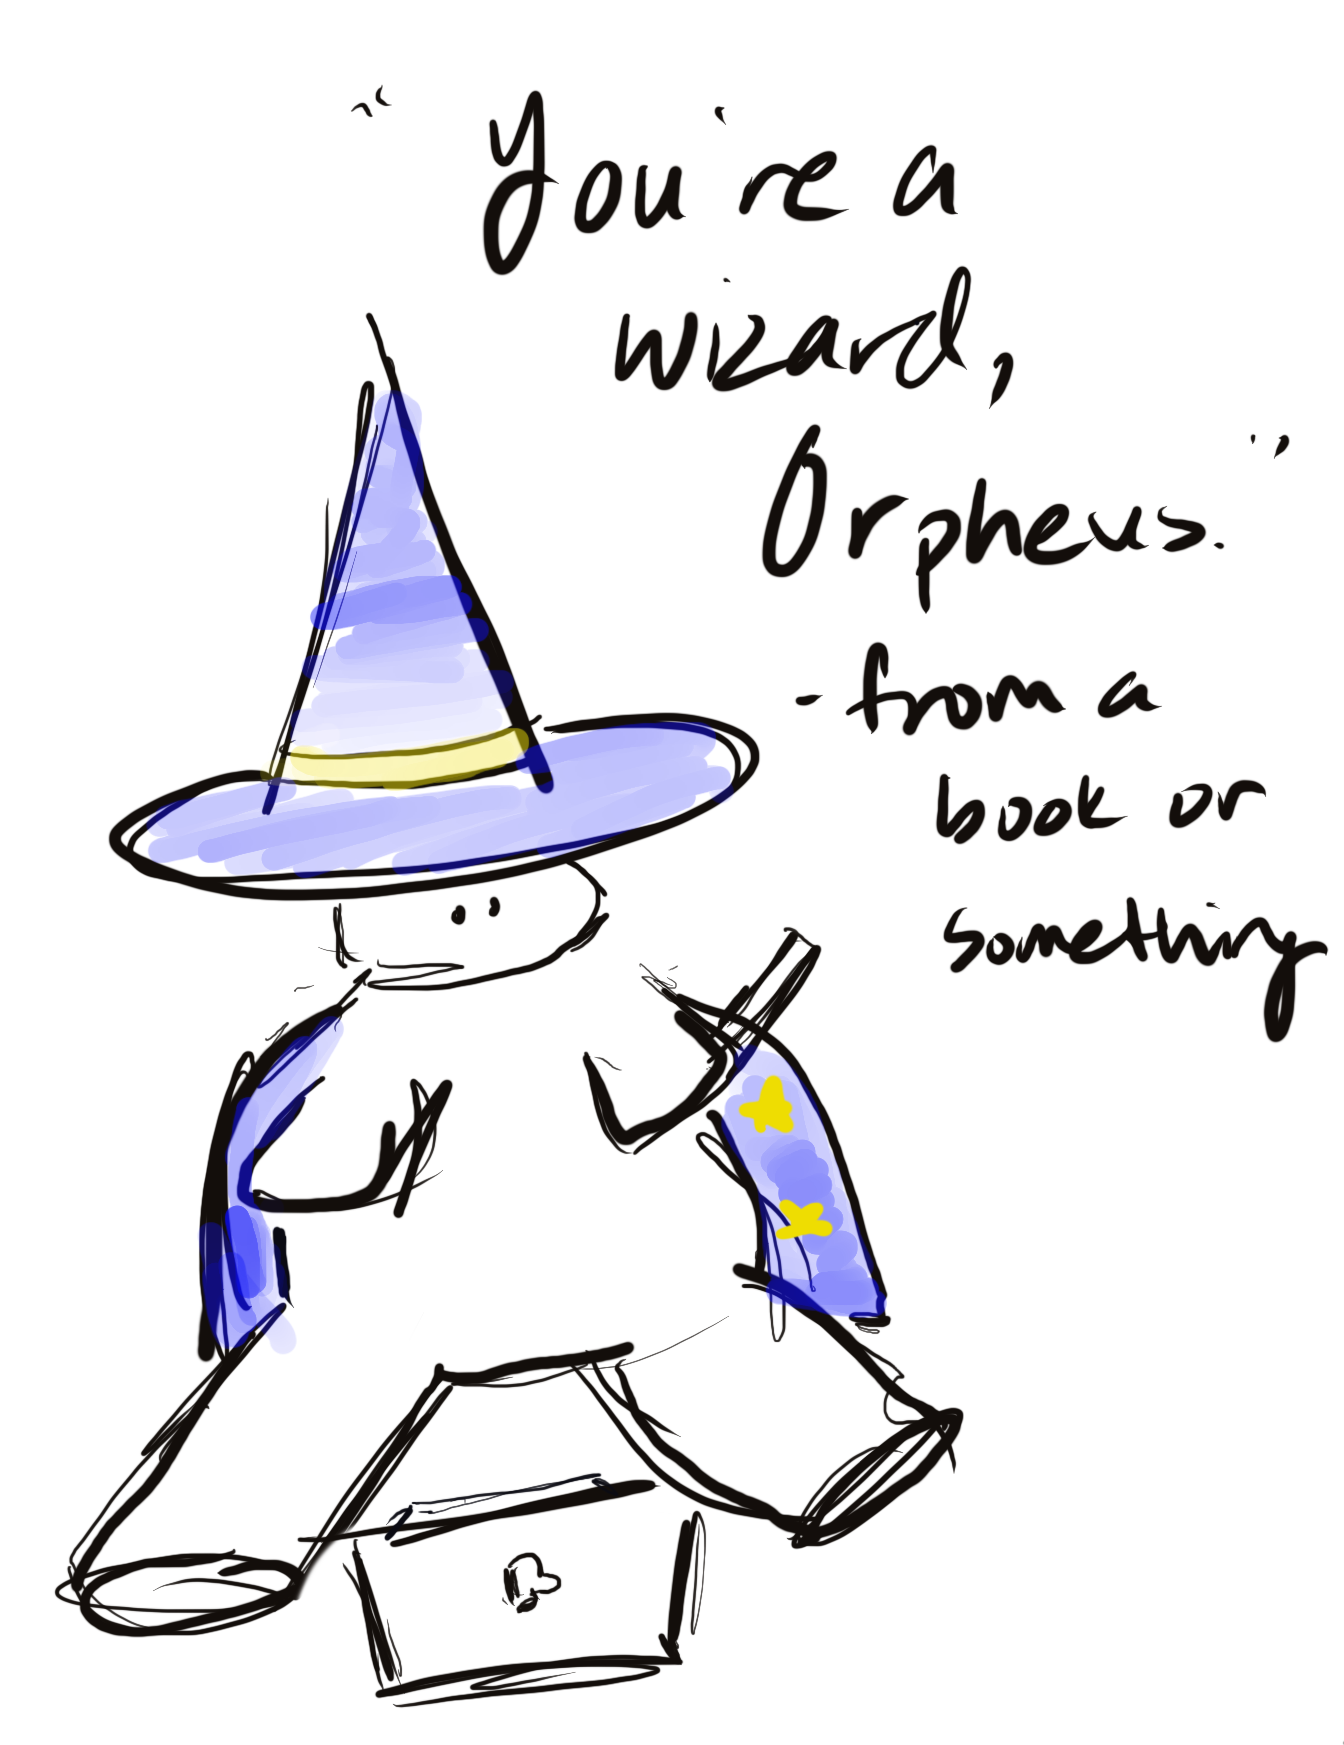 "You're a
wizard,
Orpheus."
-from a
book or
something